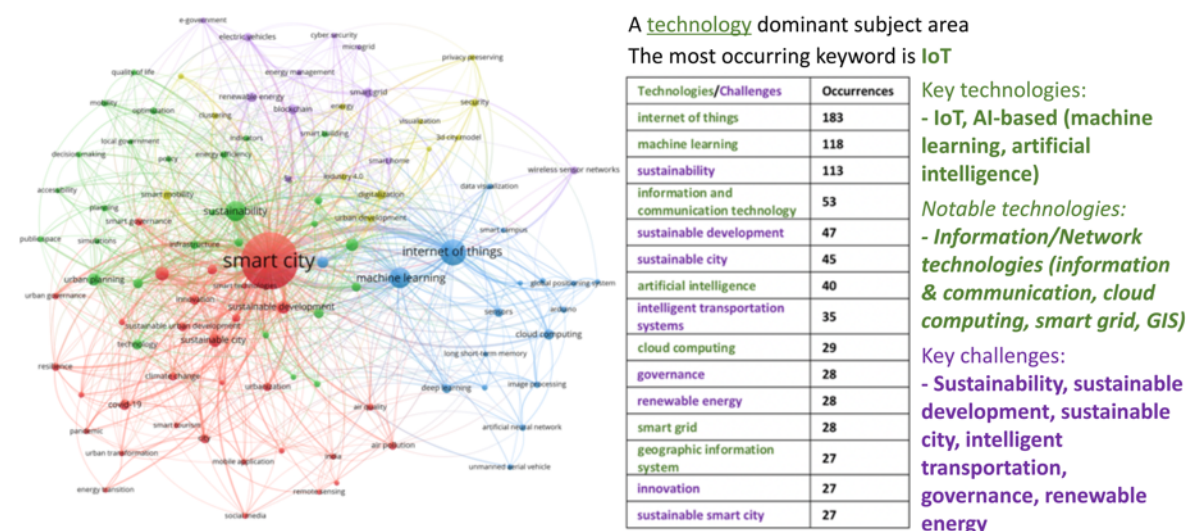 e-government
electric vehicles
cyber security
microgrid
privacy preserving
quality of life
energy management
mobility
optimization
renewable energy
smart grid
blockchain
energy
security
clustering
visualization
local government
indicators
smart building
3d city model
decision making
policy
energy efficiency
smart home
wireless sensor networks
industry 4.0
accessibility
smart mobility
digitalization
data visualization
planning
smart governance
sustainability
urban development
public space
simulations
infrastructure
smart campus
smart city
internet of things
urban planning
smart technologies
machine learning
global positioning system
urban governance
innovation
sustainable development
sensors
arduino
sustainable urban development
technology
sustainable city
cloud computing
long short-term memory
resilience
climate change
urbanization
deep learning
image processing
covid-19
air quality
pandemic
smart tourism
city
artificial neural network
urban transformation
mobile application
india
air pollution
unmanned aerial vehicle
energy transition
remote sensing
social media
A technology dominant subject area
The most occurring keyword is IoT
Technologies/Challenges Occurrences
internet of things 183
machine learning 118
sustainability 113
information and
communication technology 53
sustainable development 47
sustainable city 45
artificial intelligence 40
intelligent transportation
systems 35
cloud computing 29
governance 28
renewable energy 28
smart grid 28
geographic information
system 27
innovation 27
sustainable smart city 27
Key technologies:
- IoT, AI-based (machine
learning, artificial
intelligence)
Notable technologies:
- Information/Network
technologies (information
& communication, cloud
computing, smart grid, GIS)
Key challenges:
- Sustainability, sustainable
development, sustainable
city, intelligent
transportation,
governance, renewable
energy